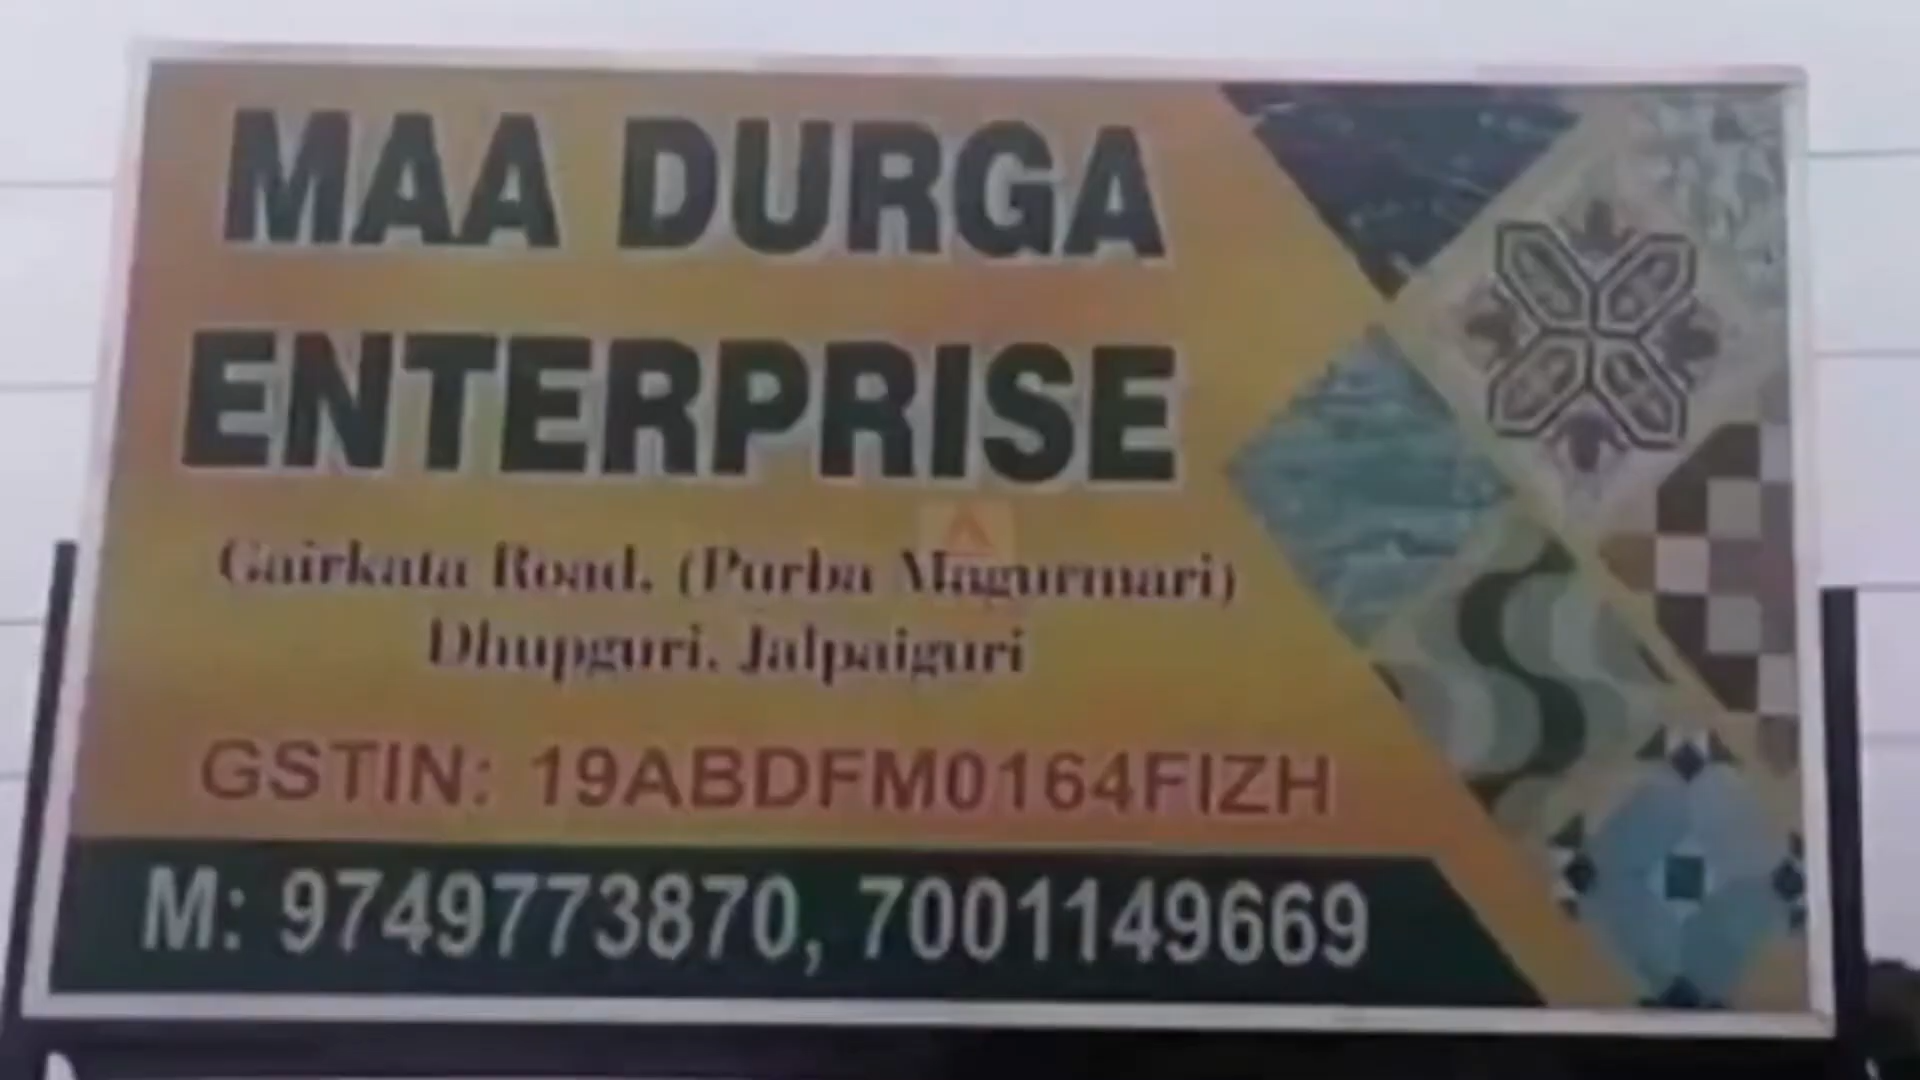 MAA DURGA
ENTERPRISE
Gairkata Road, (Purba Magurmari)
Dhupguri, Jalpaiguri
GSTIN: 19ABDFM0164FIZH
M: 9749773870, 7001149669